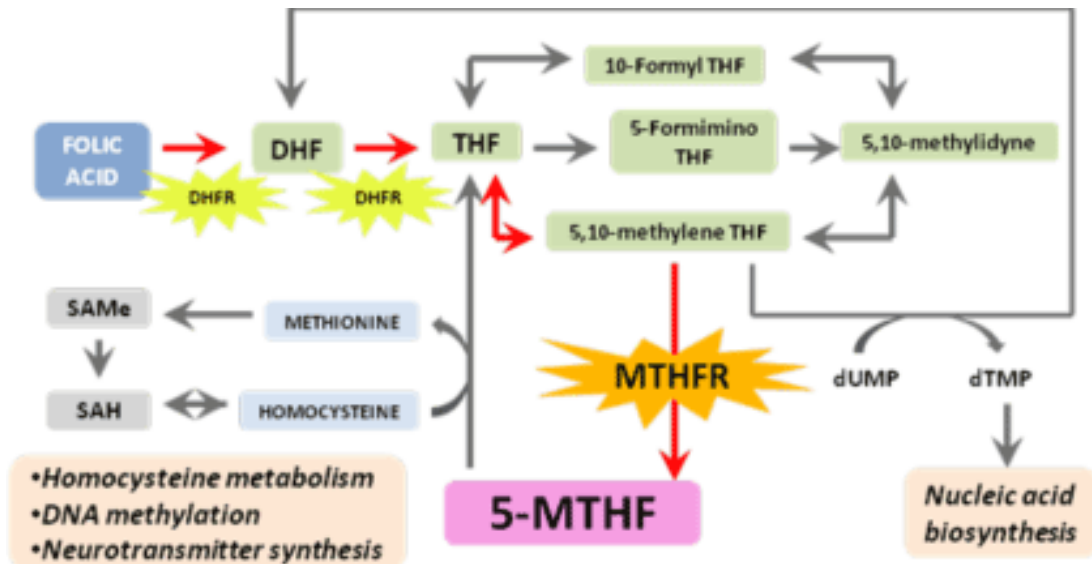 10-Formyl THF
FOLIC
ACID
DHF
THF
5-Formimino
THF
5,10-methylidyne
DHFR
DHFR
5,10-methylene THF
SAMe
METHIONINE
MTHFR
dUMP
dTMP
SAH
HOMOCYSTEINE
•Homocysteine metabolism
•DNA methylation
•Neurotransmitter synthesis
5-MTHF
Nucleic acid
biosynthesis